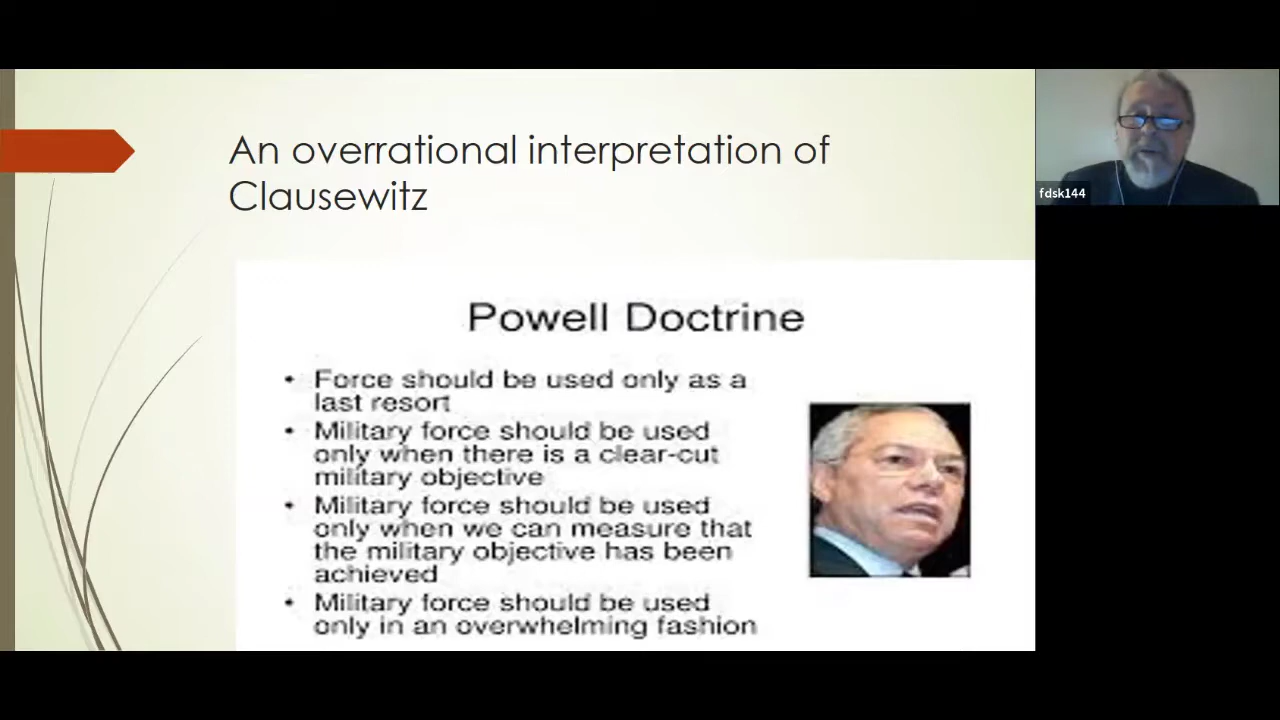 An overrational interpretation of
Clausewitz
fdsk144
Powell Doctrine
• Force should be used only as a
last resort
• Military force should be used
only when there is a clear-cut
military objective
• Military force should be used
only when we can measure that
the military objective has been
achieved
• Military force should be used
only in an overwhelming fashion